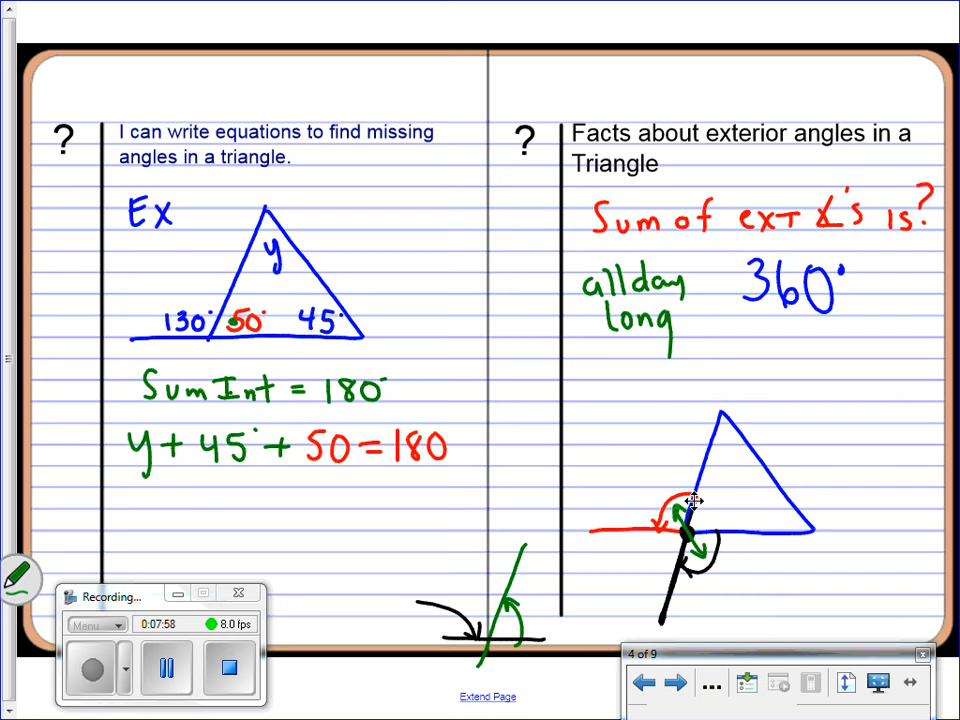 ?
I can write equations to find missing
angles in a triangle.
Ex
y
130° 50° 45°
Sum Int = 180°
y + 45° + 50 = 180
?
Facts about exterior angles in a
Triangle
Sum of ext ∡'s is?
all day
long
360°
Recording...
Menu
0:07:58
8.0 fps
4 of 9
...
Extend Page